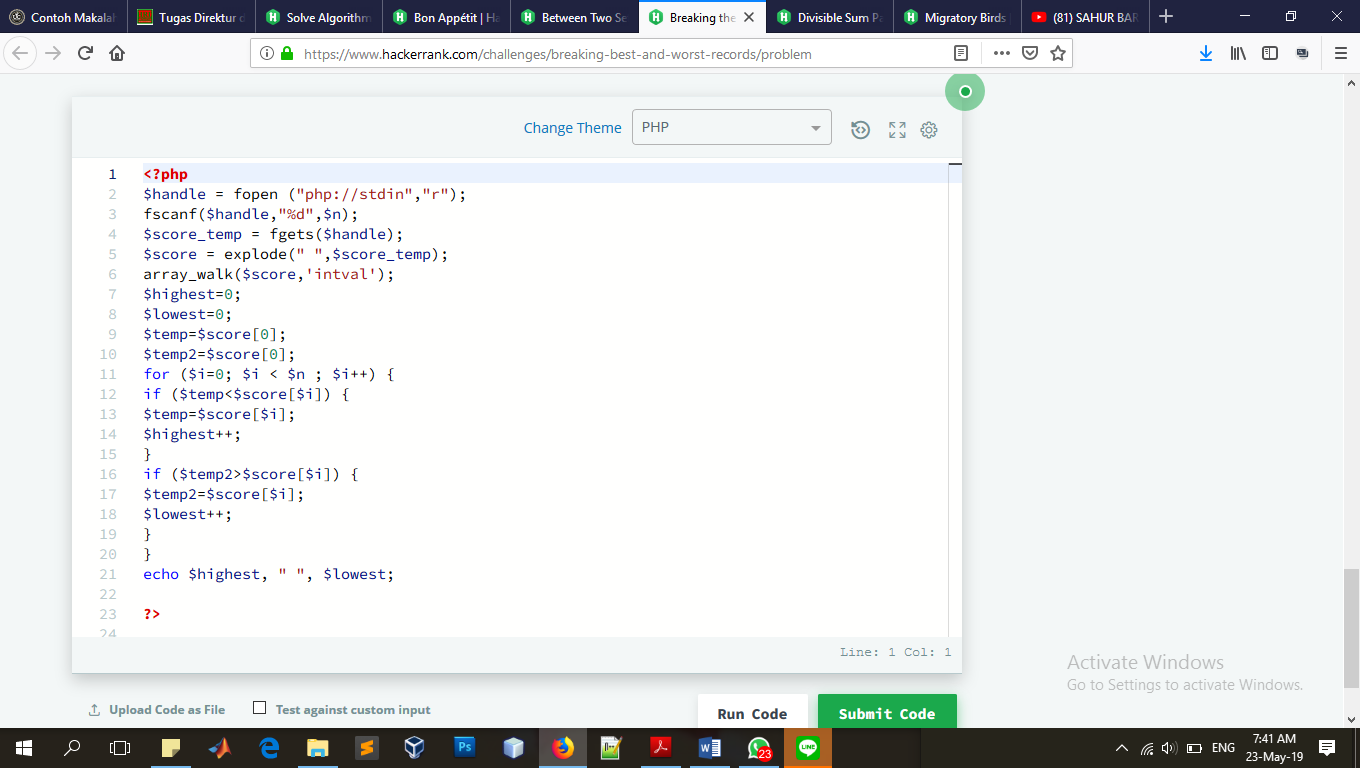 Contoh Makalah
Tugas Direktur d
Solve Algorithm
Bon Appétit | Ha
Between Two Se
Breaking the
Divisible Sum Pa
Migratory Birds |
(81) SAHUR BAR
https://www.hackerrank.com/challenges/breaking-best-and-worst-records/problem
Change Theme
PHP
1 <?php
2 $handle = fopen ("php://stdin","r");
3 fscanf($handle,"%d",$n);
4 $score_temp = fgets($handle);
5 $score = explode(" ",$score_temp);
6 array_walk($score,'intval');
7 $highest=0;
8 $lowest=0;
9 $temp=$score[0];
10 $temp2=$score[0];
11 for ($i=0; $i < $n ; $i++) {
12 if ($temp<$score[$i]) {
13 $temp=$score[$i];
14 $highest++;
15 }
16 if ($temp2>$score[$i]) {
17 $temp2=$score[$i];
18 $lowest++;
19 }
20 }
21 echo $highest, " ", $lowest;
22
23 ?>
24
Line: 1 Col: 1
Activate Windows
Go to Settings to activate Windows.
Upload Code as File
Test against custom input
Run Code
Submit Code
Ps
W
23
LINE
ENG
7:41 AM
23-May-19